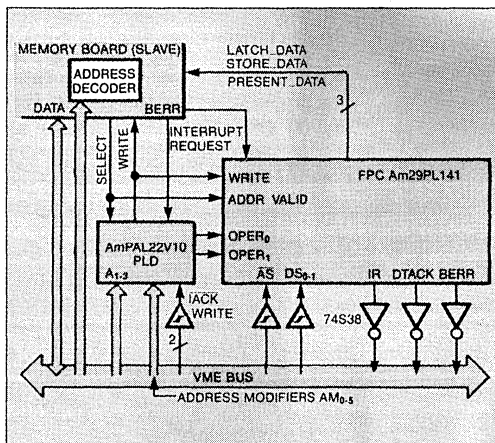 MEMORY BOARD (SLAVE)
ADDRESS
DECODER
DATA
BERR
LATCH_DATA
STORE_DATA
PRESENT_DATA
3
SELECT
WRITE
INTERRUPT
REQUEST
FPC Am29PL141
WRITE
ADDR VALID
AmPAL22V10
PLD
A1-3
OPER0
OPER1
AS DS0-1
IR DTACK BERR
IACK
WRITE
2
74S38
VME BUS
ADDRESS MODIFIERS AM0-5